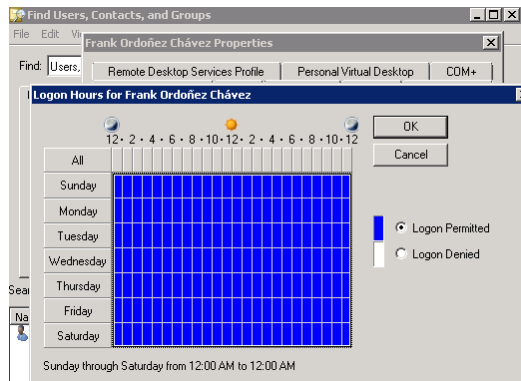 Find Users, Contacts, and Groups
File Edit Vi
Frank Ordoñez Chávez Properties
Find: Users,
Remote Desktop Services Profile Personal Virtual Desktop COM+
Logon Hours for Frank Ordoñez Chávez
12 · 2 · 4 · 6 · 8 · 10 · 12 · 2 · 4 · 6 · 8 · 10 · 12
OK
All
Cancel
Sunday
Monday
Tuesday
Logon Permitted
Wednesday
Logon Denied
Thursday
Sear
Friday
Na
Saturday
Sunday through Saturday from 12:00 AM to 12:00 AM